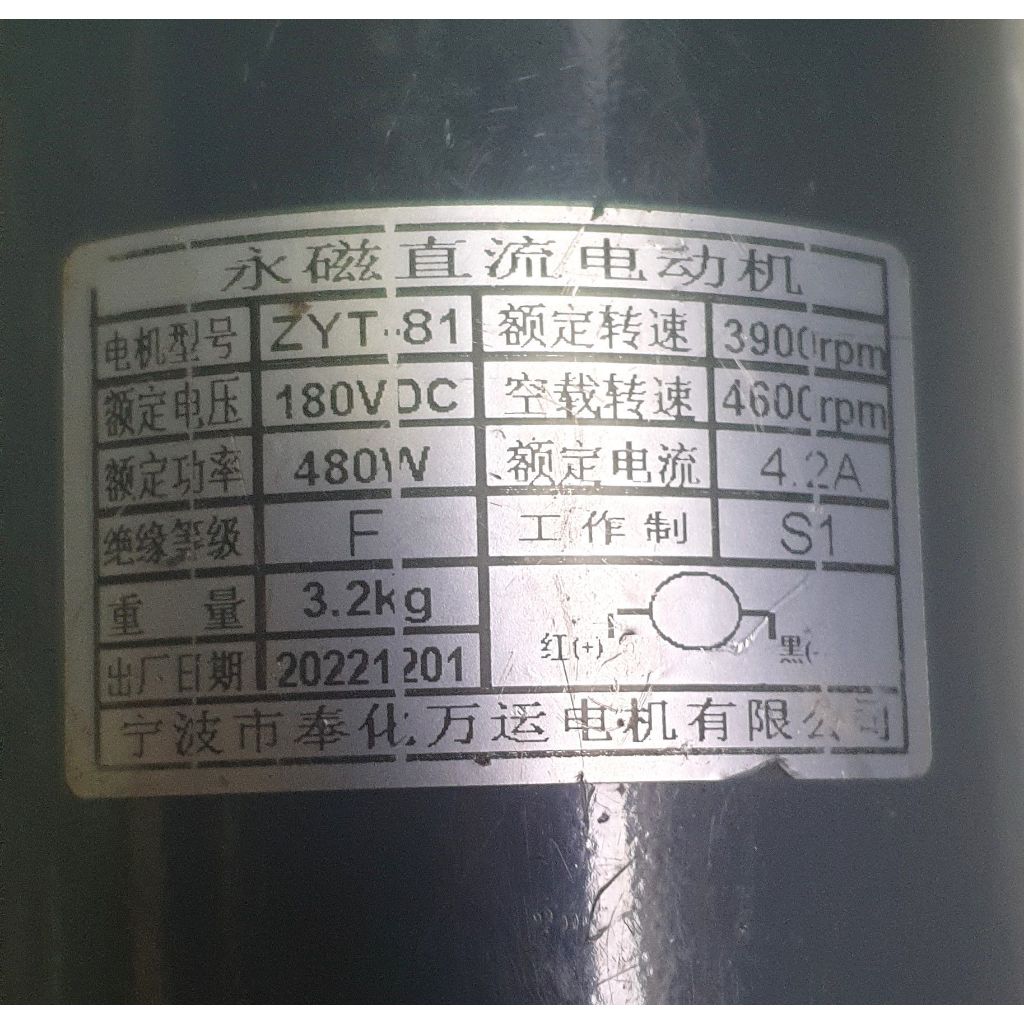 永磁直流电动机
电机型号 ZYT-81 额定转速 3900rpm
额定电压 180VDC 空载转速 4600rpm
额定功率 480W 额定电流 4.2A
绝缘等级 F 工作制 S1
重量 3.2kg
红(+) 黑(-
出厂日期 20221201
宁波市奉化万运电机有限公司